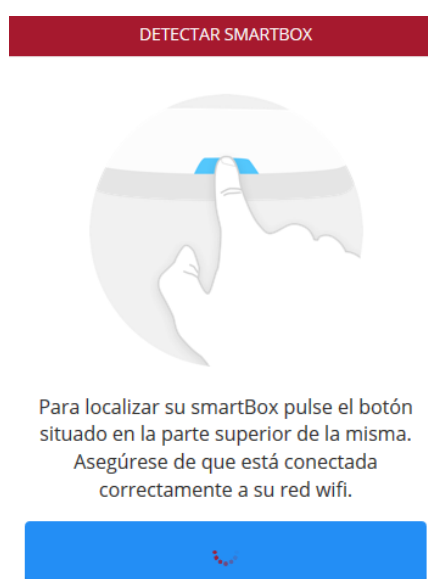 DETECTAR SMARTBOX
Para localizar su smartBox pulse el botón
situado en la parte superior de la misma.
Asegúrese de que está conectada
correctamente a su red wifi.